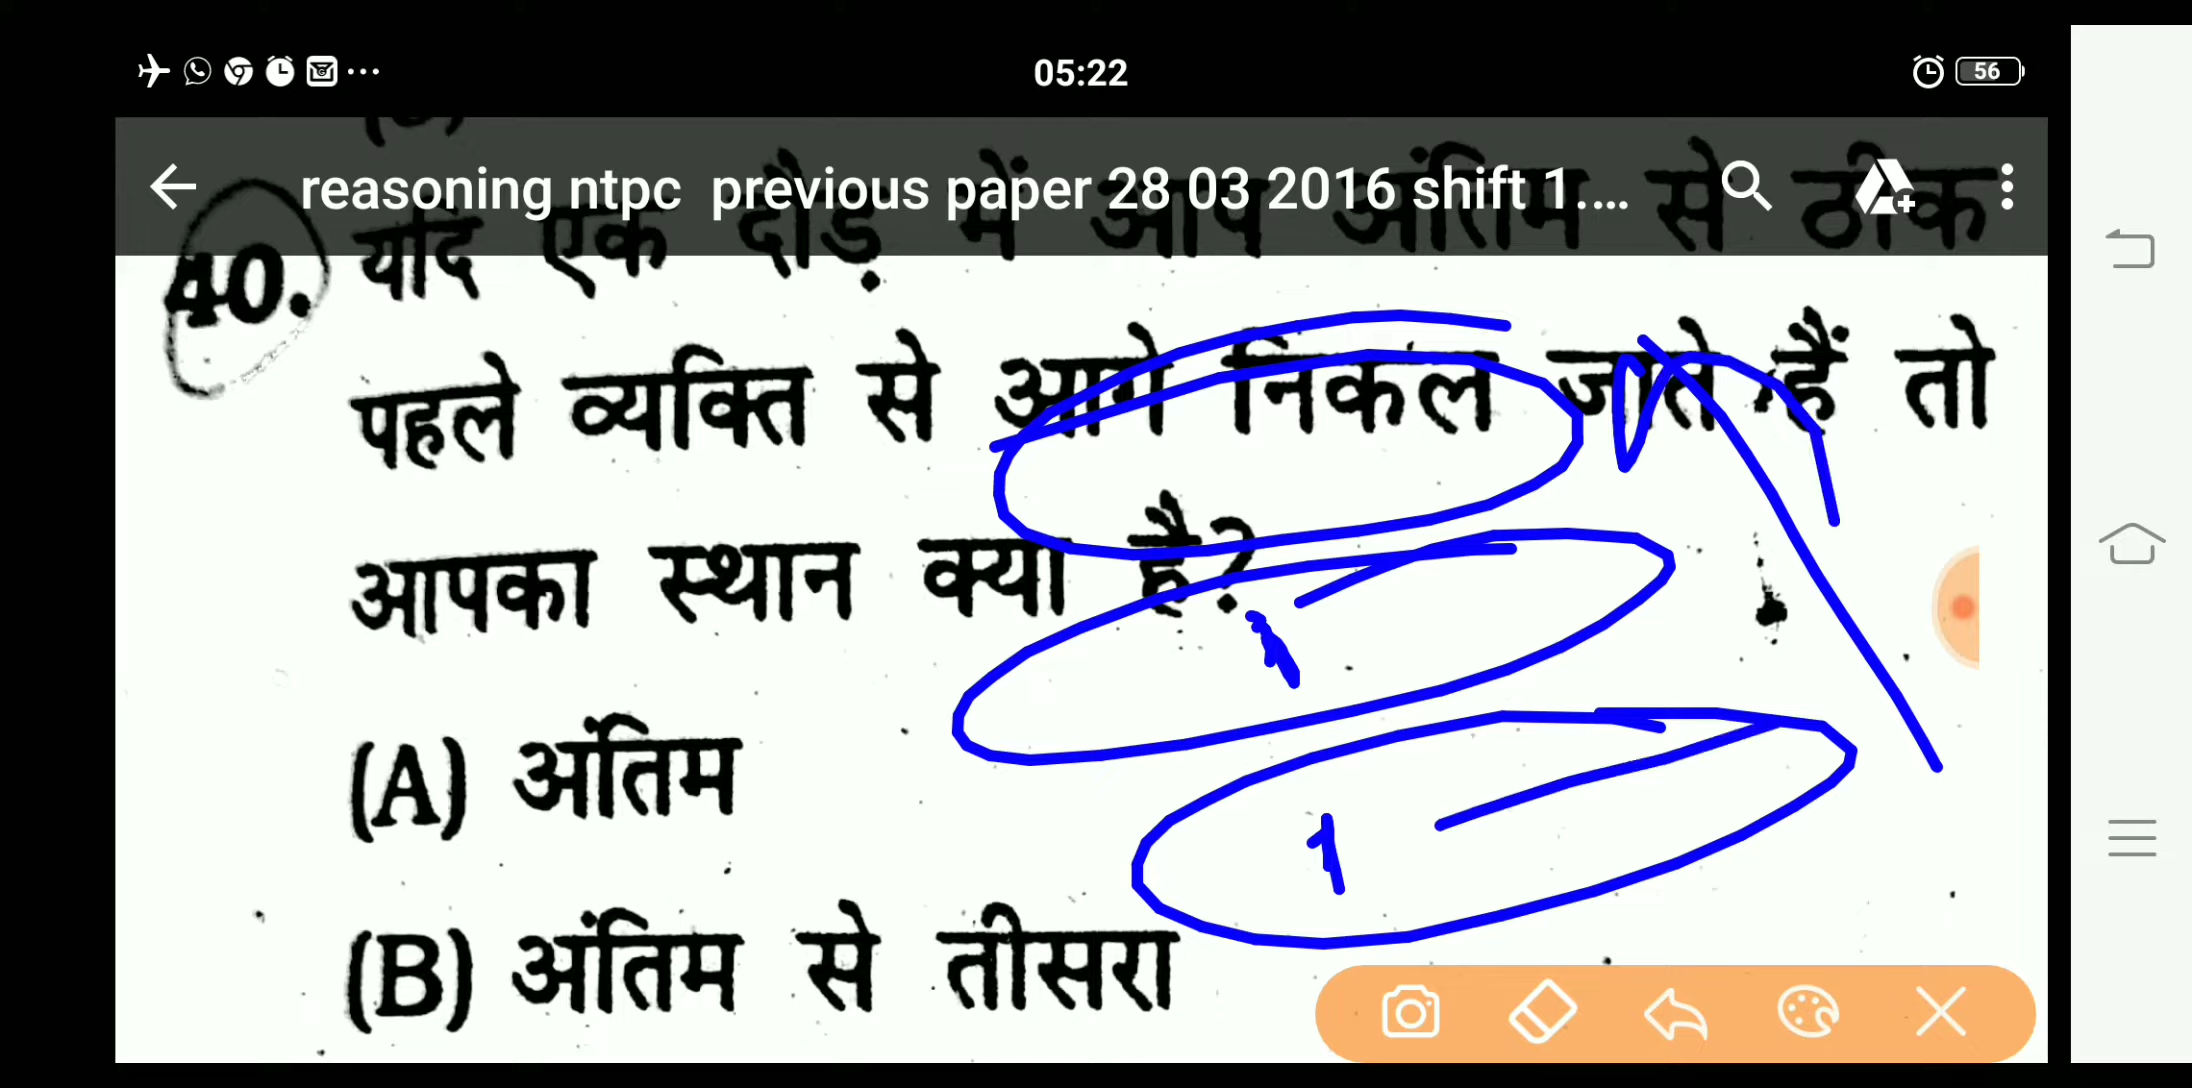 05:22
56
reasoning ntpc previous paper 28 03 2016 shift 1....
40. यदि एक दौड़ में आप अंतिम से ठीक
पहले व्यक्ति से आगे निकल जाते हैं तो
आपका स्थान क्या है?
1
(A) अंतिम
1
(B) अंतिम से तीसरा